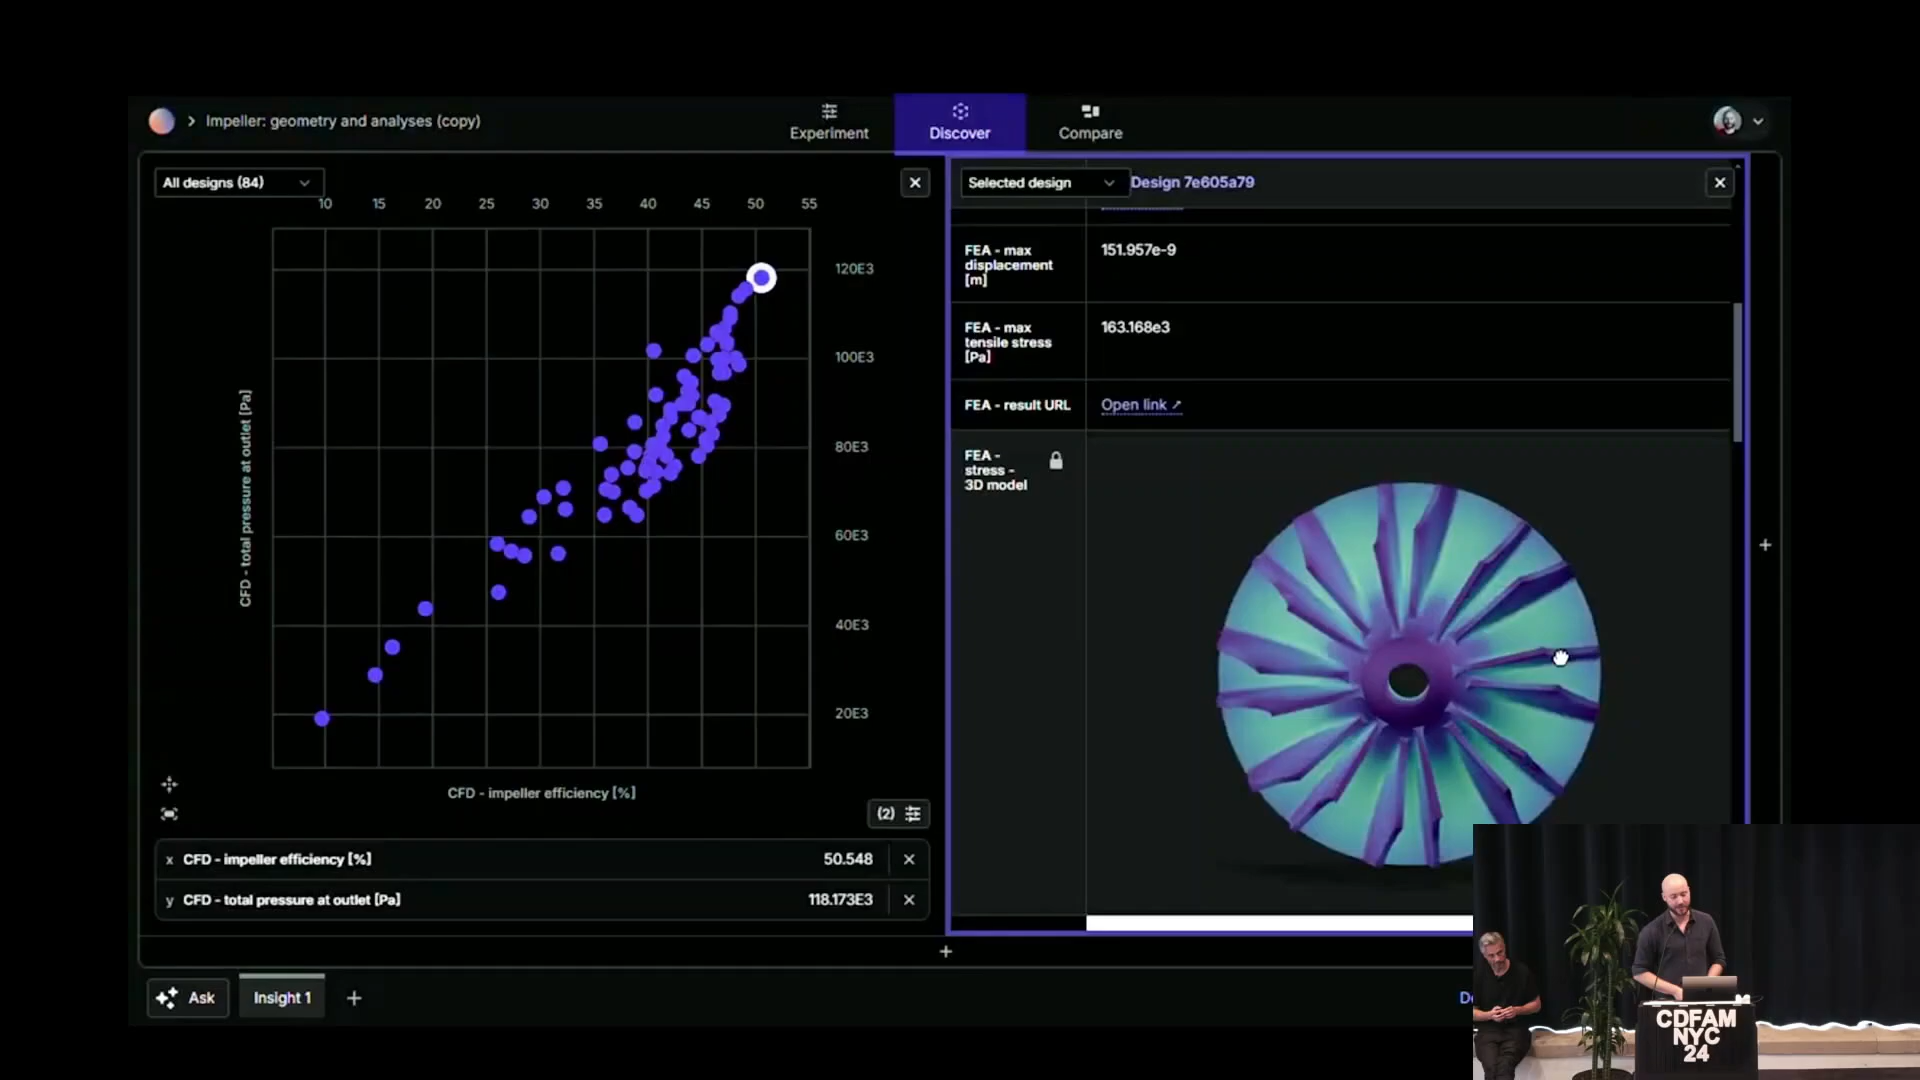 Impeller: geometry and analyses (copy)
Experiment
Discover
Compare
All designs (84)
10 15 20 25 30 35 40 45 50 55
120E3
100E3
80E3
60E3
40E3
20E3
CFD - total pressure at outlet [Pa]
CFD - impeller efficiency [%]
(2)
x CFD - impeller efficiency [%] 50.548
y CFD - total pressure at outlet [Pa] 118.173E3
Selected design
Design 7e605a79
FEA - max
displacement
[m]
151.957e-9
FEA - max
tensile stress
[Pa]
163.168e3
FEA - result URL
Open link ↗
FEA -
stress -
3D model
Ask
Insight 1
CDFAM
NYC
24